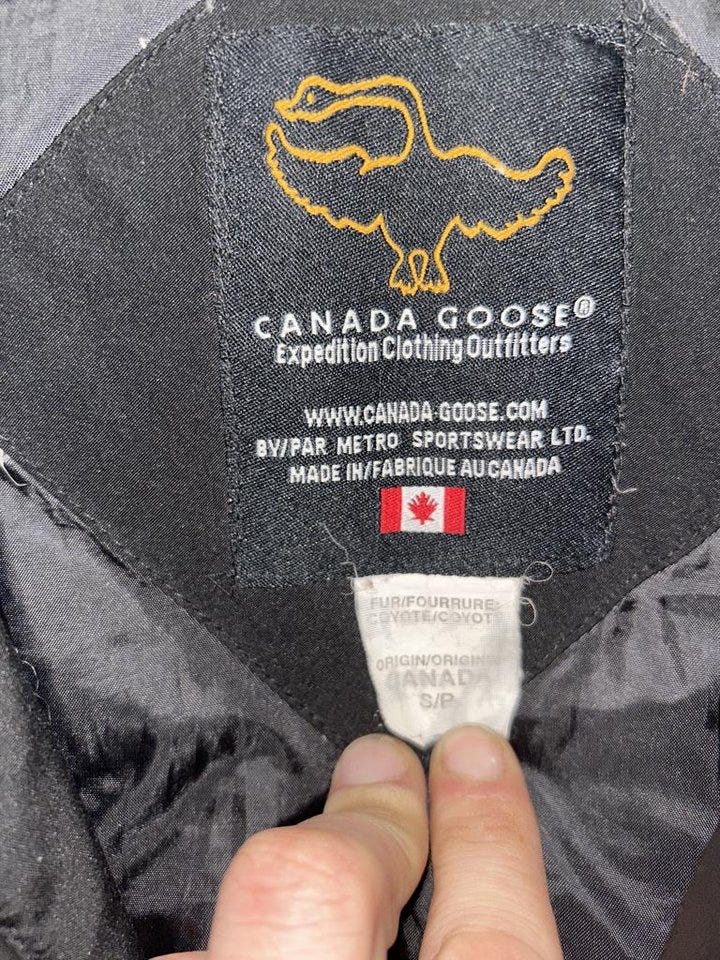 CANADA GOOSE®
Expedition Clothing Outfitters
WWW.CANADA-GOOSE.COM
BY/PAR METRO SPORTSWEAR LTD.
MADE IN/FABRIQUE AU CANADA
FUR/FOURRURE:
COYOTE/COYOT
ORIGIN/ORIGIN
CANADA
S/P